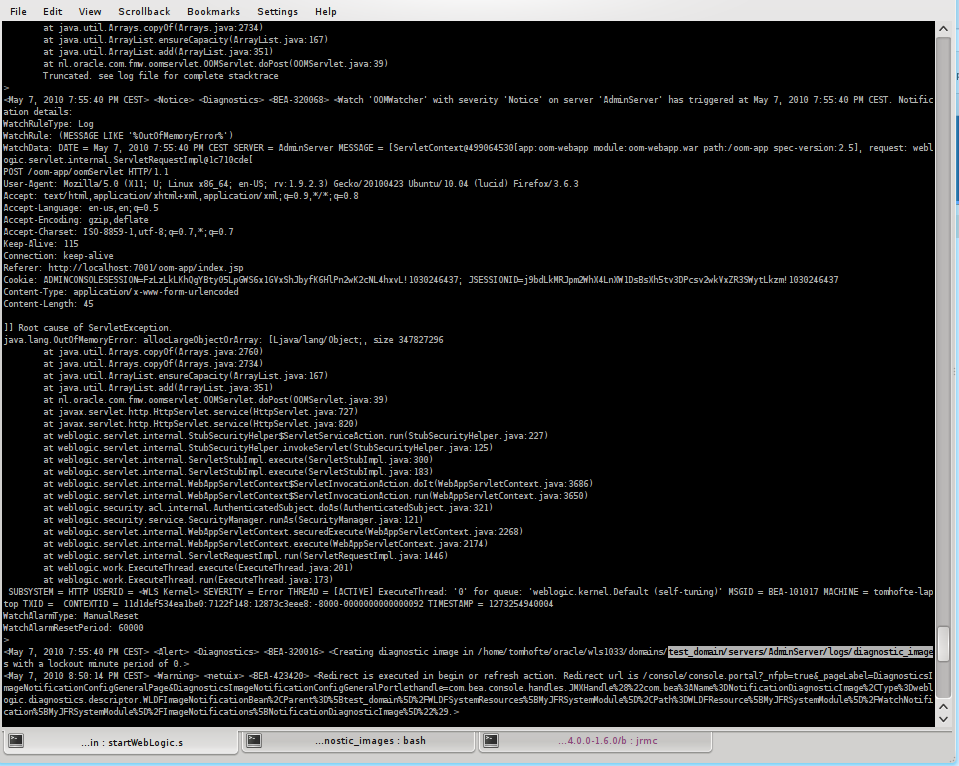 File Edit View Scrollback Bookmarks Settings Help
at java.util.Arrays.copyOf(Arrays.java:2734)
at java.util.ArrayList.ensureCapacity(ArrayList.java:167)
at java.util.ArrayList.add(ArrayList.java:351)
at nl.oracle.com.fmw.oomservlet.OOMServlet.doPost(OOMServlet.java:39)
Truncated. see log file for complete stacktrace
>
<May 7, 2010 7:55:40 PM CEST> <Notice> <Diagnostics> <BEA-320068> <Watch 'OOMWatcher' with severity 'Notice' on server 'AdminServer' has triggered at May 7, 2010 7:55:40 PM CEST. Notific
ation details:
WatchRuleType: Log
WatchRule: (MESSAGE LIKE '%OutOfMemoryError%')
WatchData: DATE = May 7, 2010 7:55:40 PM CEST SERVER = AdminServer MESSAGE = [ServletContext@499064530[app:oom-webapp module:oom-webapp.war path:/oom-app spec-version:2.5], request: webl
ogic.servlet.internal.ServletRequestImpl@1c710cde[
POST /oom-app/oomServlet HTTP/1.1
User-Agent: Mozilla/5.0 (X11; U; Linux x86_64; en-US; rv:1.9.2.3) Gecko/20100423 Ubuntu/10.04 (lucid) Firefox/3.6.3
Accept: text/html,application/xhtml+xml,application/xml;q=0.9,*/*;q=0.8
Accept-Language: en-us,en;q=0.5
Accept-Encoding: gzip,deflate
Accept-Charset: ISO-8859-1,utf-8;q=0.7,*;q=0.7
Keep-Alive: 115
Connection: keep-alive
Referer: http://localhost:7001/oom-app/index.jsp
Cookie: ADMINCONSOLESESSION=FzLzLkLKhQgYBty05LpGWS6x1GVxShJbyfK6HlPn2wK2cNL4hxvL!1030246437; JSESSIONID=j9bdLkMRJpm2WhX4LnXW1DsBsXh5tv3DPcsv2wkVxZR3SWytLkzm!1030246437
Content-Type: application/x-www-form-urlencoded
Content-Length: 45
]] Root cause of ServletException.
java.lang.OutOfMemoryError: allocLargeObjectOrArray: [Ljava/lang/Object;, size 347827296
at java.util.Arrays.copyOf(Arrays.java:2760)
at java.util.Arrays.copyOf(Arrays.java:2734)
at java.util.ArrayList.ensureCapacity(ArrayList.java:167)
at java.util.ArrayList.add(ArrayList.java:351)
at nl.oracle.com.fmw.oomservlet.OOMServlet.doPost(OOMServlet.java:39)
at javax.servlet.http.HttpServlet.service(HttpServlet.java:727)
at javax.servlet.http.HttpServlet.service(HttpServlet.java:820)
at weblogic.servlet.internal.StubSecurityHelper$ServletServiceAction.run(StubSecurityHelper.java:227)
at weblogic.servlet.internal.StubSecurityHelper.invokeServlet(StubSecurityHelper.java:125)
at weblogic.servlet.internal.ServletStubImpl.execute(ServletStubImpl.java:300)
at weblogic.servlet.internal.ServletStubImpl.execute(ServletStubImpl.java:183)
at weblogic.servlet.internal.WebAppServletContext$ServletInvocationAction.doIt(WebAppServletContext.java:3686)
at weblogic.servlet.internal.WebAppServletContext$ServletInvocationAction.run(WebAppServletContext.java:3650)
at weblogic.security.acl.internal.AuthenticatedSubject.doAs(AuthenticatedSubject.java:321)
at weblogic.security.service.SecurityManager.runAs(SecurityManager.java:121)
at weblogic.servlet.internal.WebAppServletContext.securedExecute(WebAppServletContext.java:2268)
at weblogic.servlet.internal.WebAppServletContext.execute(WebAppServletContext.java:2174)
at weblogic.servlet.internal.ServletRequestImpl.run(ServletRequestImpl.java:1446)
at weblogic.work.ExecuteThread.execute(ExecuteThread.java:201)
at weblogic.work.ExecuteThread.run(ExecuteThread.java:173)
SUBSYSTEM = HTTP USERID = <WLS Kernel> SEVERITY = Error THREAD = [ACTIVE] ExecuteThread: '0' for queue: 'weblogic.kernel.Default (self-tuning)' MSGID = BEA-101017 MACHINE = tomhofte-lap
top TXID =  CONTEXTID = 11d1def534ea1be0:7122f148:12873c3eee8:-8000-0000000000000092 TIMESTAMP = 1273254940004
WatchAlarmType: ManualReset
WatchAlarmResetPeriod: 60000
>
<May 7, 2010 7:55:40 PM CEST> <Alert> <Diagnostics> <BEA-320016> <Creating diagnostic image in /home/tomhofte/oracle/wls1033/domains/test_domain/servers/AdminServer/logs/diagnostic_image
s with a lockout minute period of 0.>
<May 7, 2010 8:50:14 PM CEST> <Warning> <netuix> <BEA-423420> <Redirect is executed in begin or refresh action. Redirect url is /console/console.portal?_nfpb=true&_pageLabel=DiagnosticsI
mageNotificationConfigGeneralPage&DiagnosticsImageNotificationConfigGeneralPortlethandle=com.bea.console.handles.JMXHandle%28%22com.bea%3AName%3DNotificationDiagnosticImage%2CType%3Dwebl
ogic.diagnostics.descriptor.WLDFImageNotificationBean%2CParent%3D%5Btest_domain%5D%2FWLDFSystemResources%5BMyJFRSystemModule%5D%2CPath%3DWLDFResource%5BMyJFRSystemModule%5D%2FWatchNotifi
cation%5BMyJFRSystemModule%5D%2FImageNotifications%5BNotificationDiagnosticImage%5D%22%29.>
...in : startWebLogic.s ...nostic_images : bash ...4.0.0-1.6.0/b : jrmc